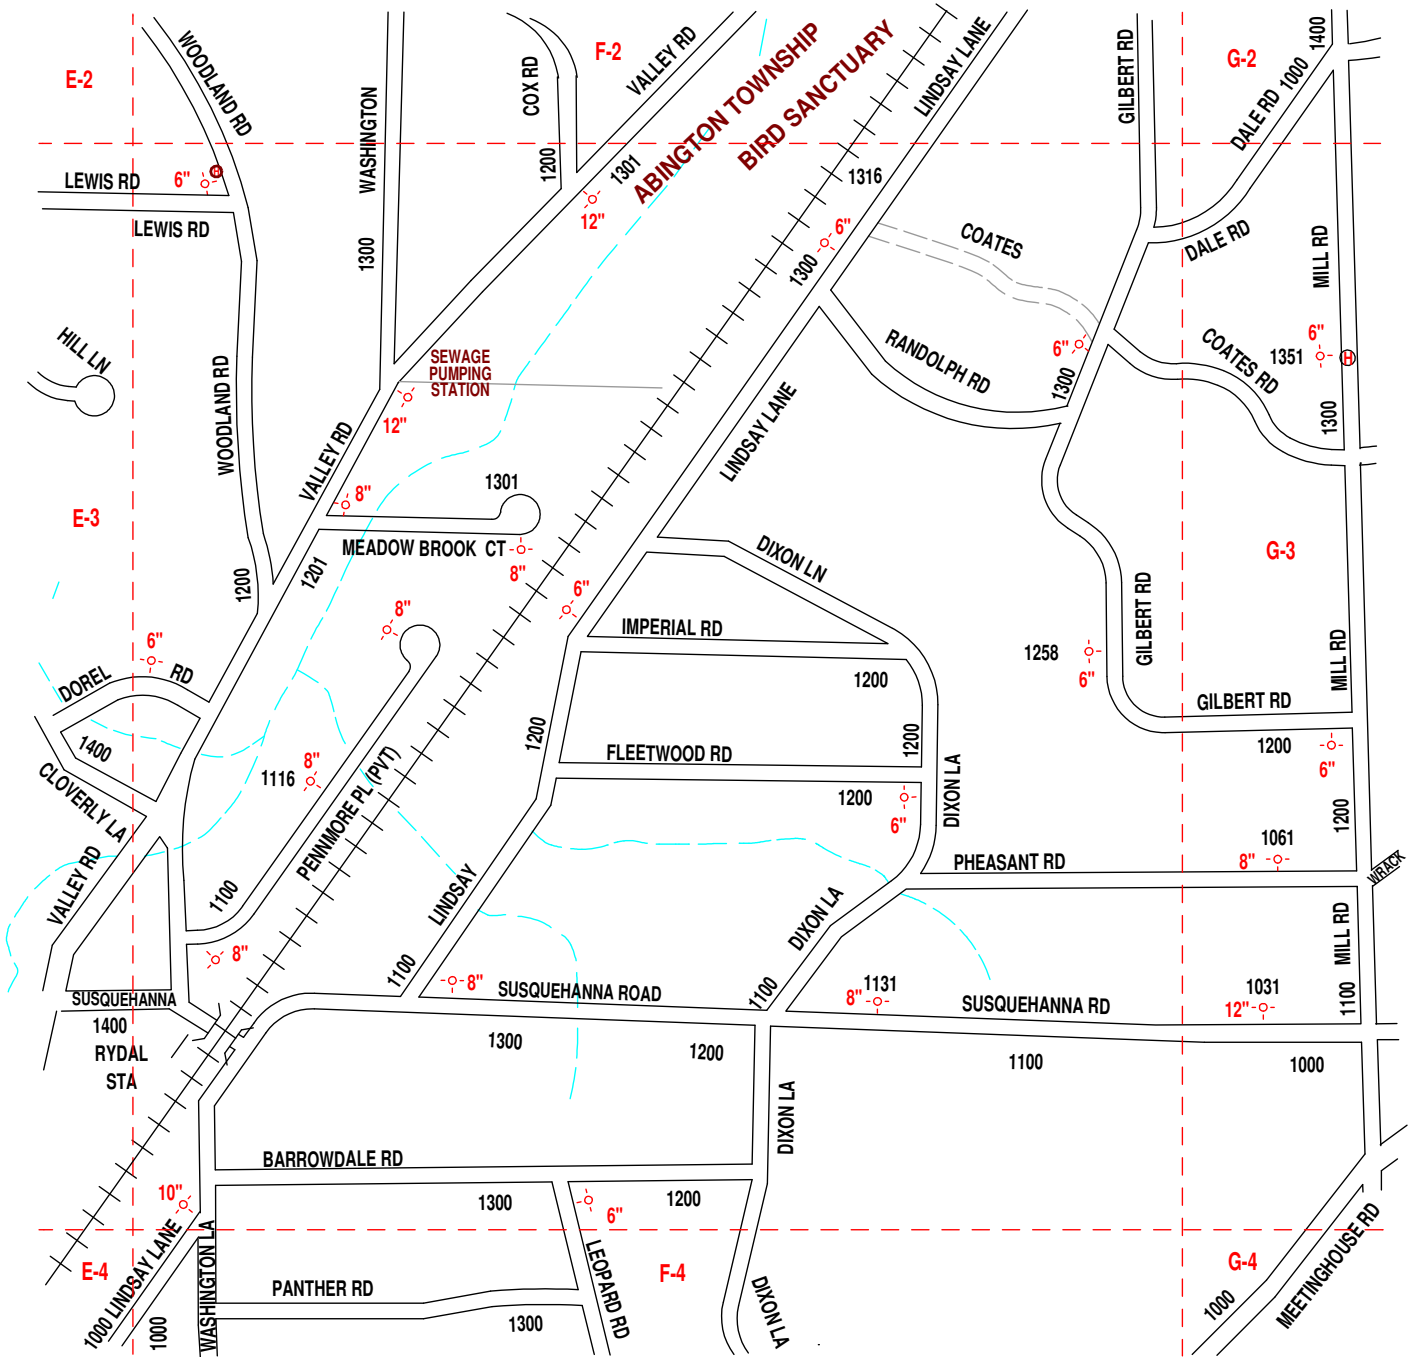 WOODLAND RD
E-2
WASHINGTON
COX RD
F-2
VALLEY RD
ABINGTON TOWNSHIP
BIRD SANCTUARY
LINDSAY LANE
GILBERT RD
G-2
DALE RD 1000
1400
LEWIS RD
6"
H
LEWIS RD
1300
1200
1301
12"
1316
6"
1300
COATES
DALE RD
MILL RD
HILL LN
WOODLAND RD
SEWAGE
PUMPING
STATION
12"
VALLEY RD
RANDOLPH RD
6"
1300
COATES RD
1351
6"
H
1300
LINDSAY LANE
E-3
8"
1301
MEADOW BROOK CT
8"
1200
1201
DIXON LN
G-3
6"
8"
IMPERIAL RD
1200
1258
6"
GILBERT RD
MILL RD
6"
DOREL
RD
1400
CLOVERLY LA
1116
8"
PENNMORE PL (PVT)
1200
FLEETWOOD RD
1200
1200
6"
DIXON LA
GILBERT RD
1200
6"
1200
VALLEY RD
1100
8"
LINDSAY
1100
PHEASANT RD
8"
1061
WRACK
DIXON LA
1100
MILL RD
1100
SUSQUEHANNA
1400
RYDAL
STA
8"
SUSQUEHANNA ROAD
1300
1200
8"
1131
SUSQUEHANNA RD
1100
12"
1031
1000
DIXON LA
BARROWDALE RD
1300
1200
10"
6"
E-4
1000 LINDSAY LANE
1000
WASHINGTON LA
PANTHER RD
1300
LEOPARD RD
F-4
DIXON LA
G-4
1000
MEETINGHOUSE RD